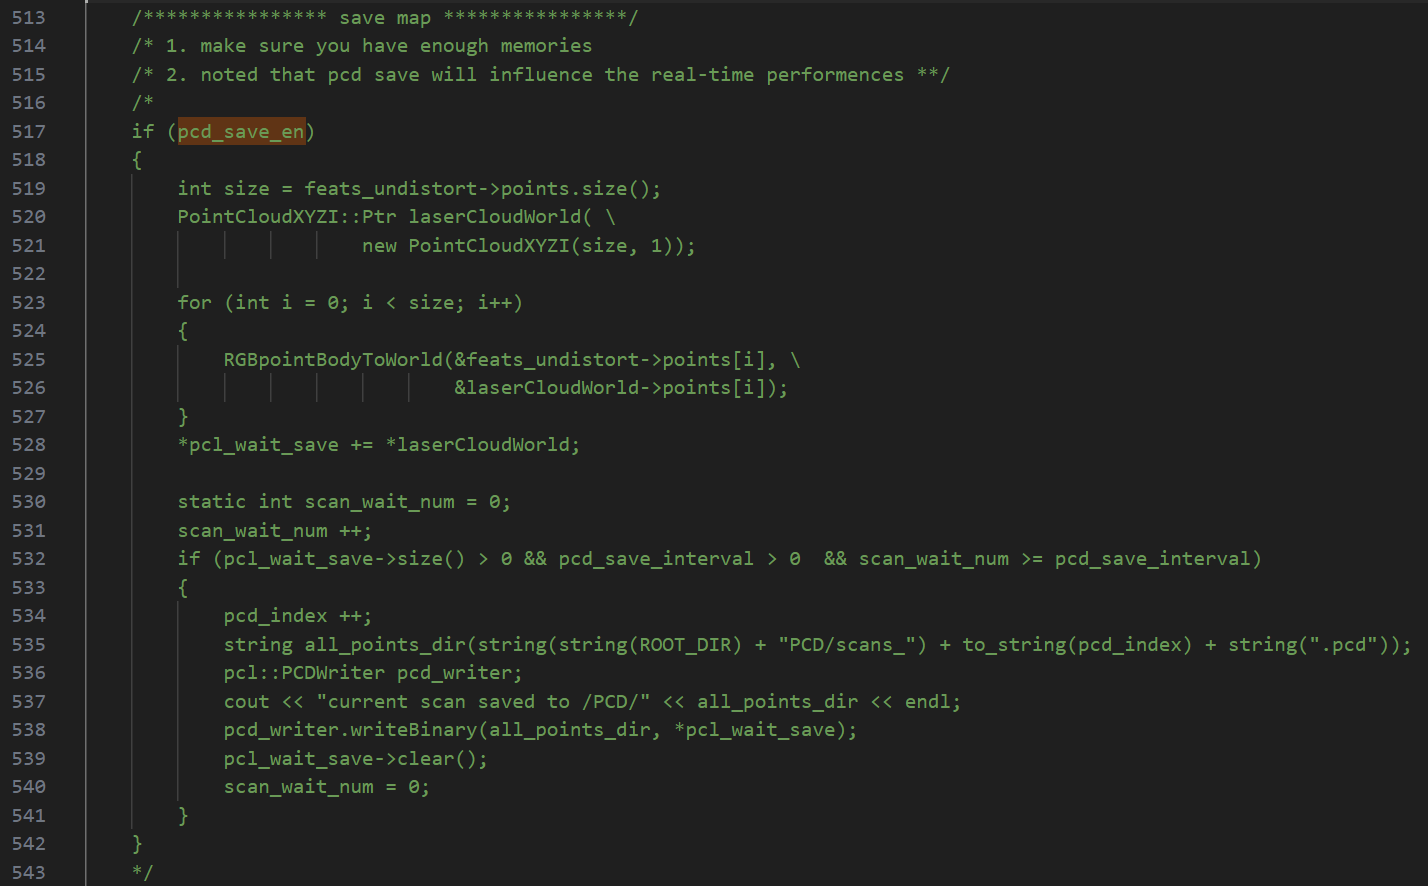 513 /**************** save map ****************/
514 /* 1. make sure you have enough memories
515 /* 2. noted that pcd save will influence the real-time performences **/
516 /*
517 if (pcd_save_en)
518 {
519 int size = feats_undistort->points.size();
520 PointCloudXYZI::Ptr laserCloudWorld( \
521 new PointCloudXYZI(size, 1));
522
523 for (int i = 0; i < size; i++)
524 {
525 RGBpointBodyToWorld(&feats_undistort->points[i], \
526 &laserCloudWorld->points[i]);
527 }
528 *pcl_wait_save += *laserCloudWorld;
529
530 static int scan_wait_num = 0;
531 scan_wait_num ++;
532 if (pcl_wait_save->size() > 0 && pcd_save_interval > 0  && scan_wait_num >= pcd_save_interval)
533 {
534 pcd_index ++;
535 string all_points_dir(string(string(ROOT_DIR) + "PCD/scans_") + to_string(pcd_index) + string(".pcd"));
536 pcl::PCDWriter pcd_writer;
537 cout << "current scan saved to /PCD/" << all_points_dir << endl;
538 pcd_writer.writeBinary(all_points_dir, *pcl_wait_save);
539 pcl_wait_save->clear();
540 scan_wait_num = 0;
541 }
542 }
543 */